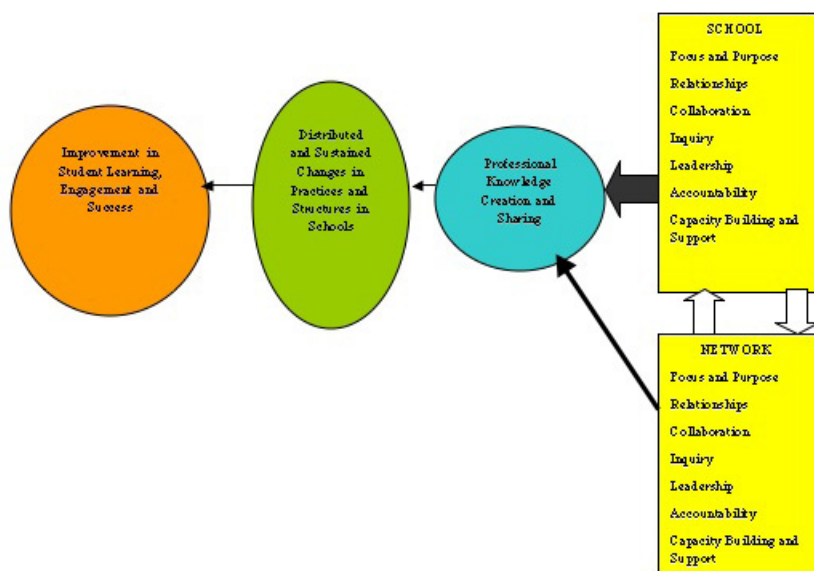 Improvement in
Student Learning,
Engagement and
Success
Distributed
and Sustained
Changes in
Practices and
Structures in
Schools
Professional
Knowledge
Creation and
Sharing
SCHOOL
Focus and Purpose
Relationships
Collaboration
Inquiry
Leadership
Accountability
Capacity Building and
Support
NETWORK
Focus and Purpose
Relationships
Collaboration
Inquiry
Leadership
Accountability
Capacity Building and
Support